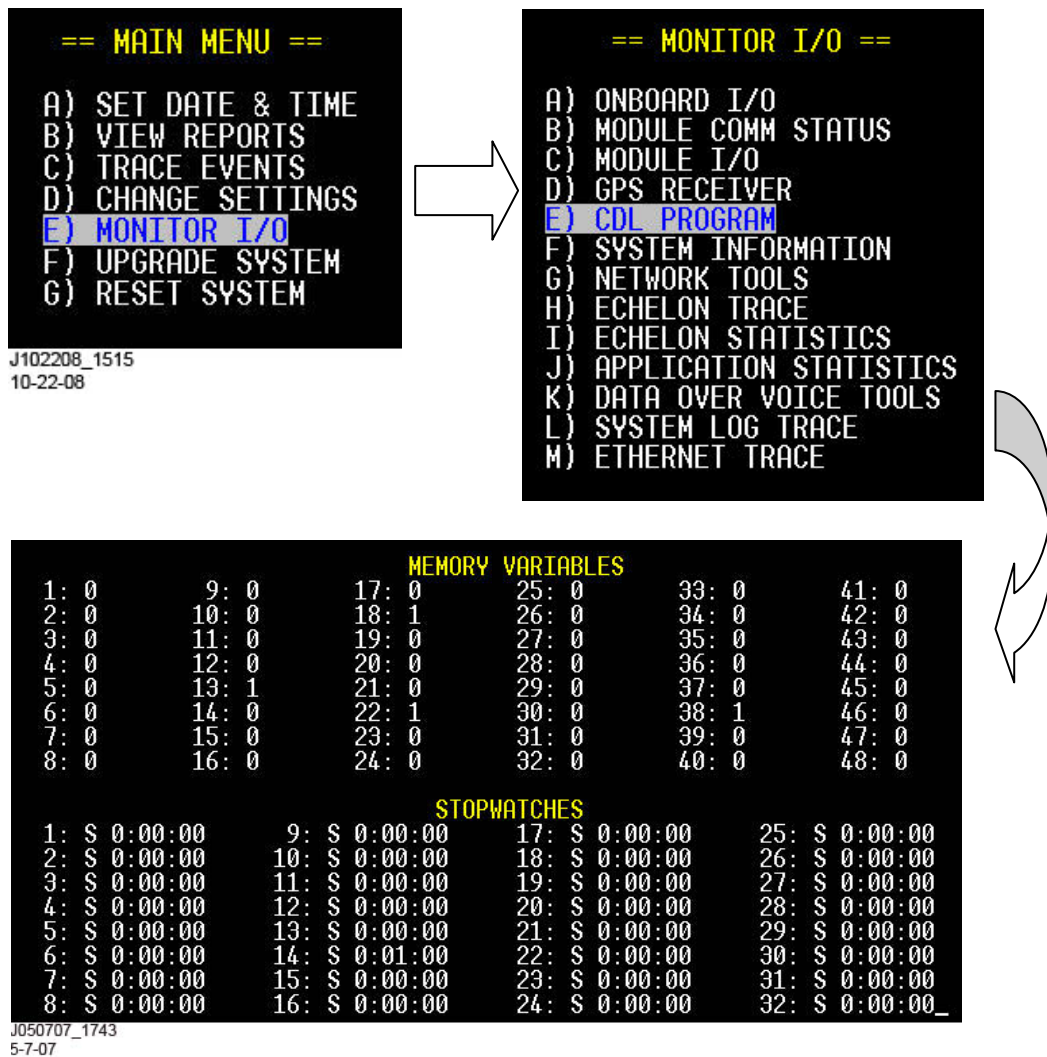 == MAIN MENU ==
A) SET DATE & TIME
B) VIEW REPORTS
C) TRACE EVENTS
D) CHANGE SETTINGS
E) MONITOR I/O
F) UPGRADE SYSTEM
G) RESET SYSTEM
J102208_1515
10-22-08
== MONITOR I/O ==
A) ONBOARD I/O
B) MODULE COMM STATUS
C) MODULE I/O
D) GPS RECEIVER
E) CDL PROGRAM
F) SYSTEM INFORMATION
G) NETWORK TOOLS
H) ECHELON TRACE
I) ECHELON STATISTICS
J) APPLICATION STATISTICS
K) DATA OVER VOICE TOOLS
L) SYSTEM LOG TRACE
M) ETHERNET TRACE
MEMORY VARIABLES
1: 0 9: 0 17: 0 25: 0 33: 0 41: 0
2: 0 10: 0 18: 1 26: 0 34: 0 42: 0
3: 0 11: 0 19: 0 27: 0 35: 0 43: 0
4: 0 12: 0 20: 0 28: 0 36: 0 44: 0
5: 0 13: 1 21: 0 29: 0 37: 0 45: 0
6: 0 14: 0 22: 1 30: 0 38: 1 46: 0
7: 0 15: 0 23: 0 31: 0 39: 0 47: 0
8: 0 16: 0 24: 0 32: 0 40: 0 48: 0
STOPWATCHES
1: S 0:00:00 9: S 0:00:00 17: S 0:00:00 25: S 0:00:00
2: S 0:00:00 10: S 0:00:00 18: S 0:00:00 26: S 0:00:00
3: S 0:00:00 11: S 0:00:00 19: S 0:00:00 27: S 0:00:00
4: S 0:00:00 12: S 0:00:00 20: S 0:00:00 28: S 0:00:00
5: S 0:00:00 13: S 0:00:00 21: S 0:00:00 29: S 0:00:00
6: S 0:00:00 14: S 0:01:00 22: S 0:00:00 30: S 0:00:00
7: S 0:00:00 15: S 0:00:00 23: S 0:00:00 31: S 0:00:00
8: S 0:00:00 16: S 0:00:00 24: S 0:00:00 32: S 0:00:00_
J050707_1743
5-7-07